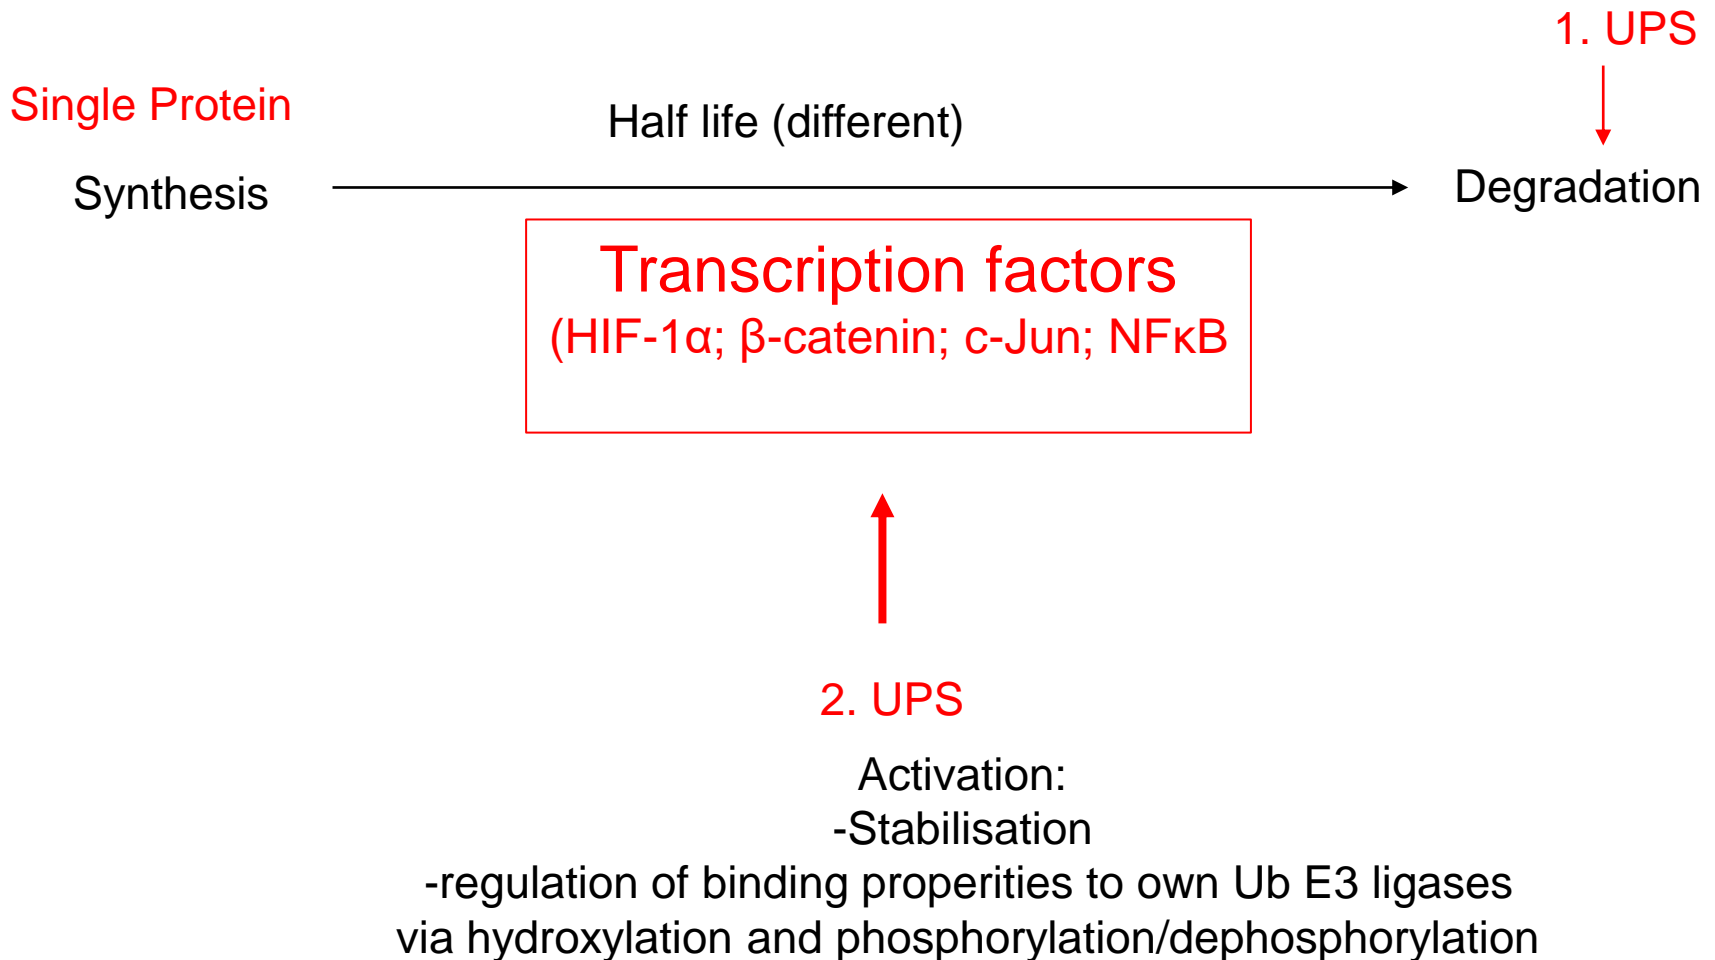 1. UPS
Single Protein
Half life (different)
Synthesis
Degradation
Transcription factors
(HIF-1α; β-catenin; c-Jun; NFκB
2. UPS
Activation:
-Stabilisation
-regulation of binding properities to own Ub E3 ligases
via hydroxylation and phosphorylation/dephosphorylation